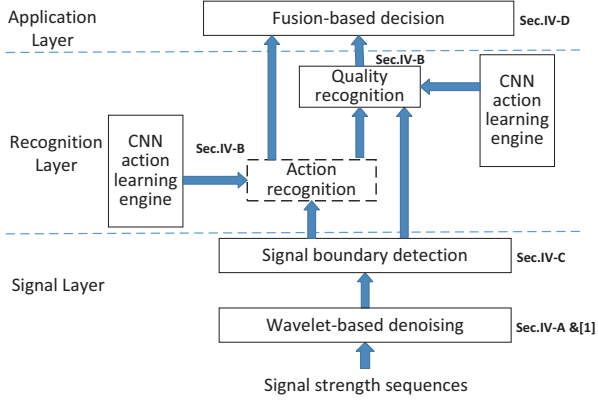 Application
Layer
Fusion-based decision
Sec.IV-D
Sec.IV-B
Quality
recognition
CNN
action
learning
engine
Recognition
Layer
CNN
action
learning
engine
Sec.IV-B
Action
recognition
Signal boundary detection
Sec.IV-C
Signal Layer
Wavelet-based denoising
Sec.IV-A &[1]
Signal strength sequences